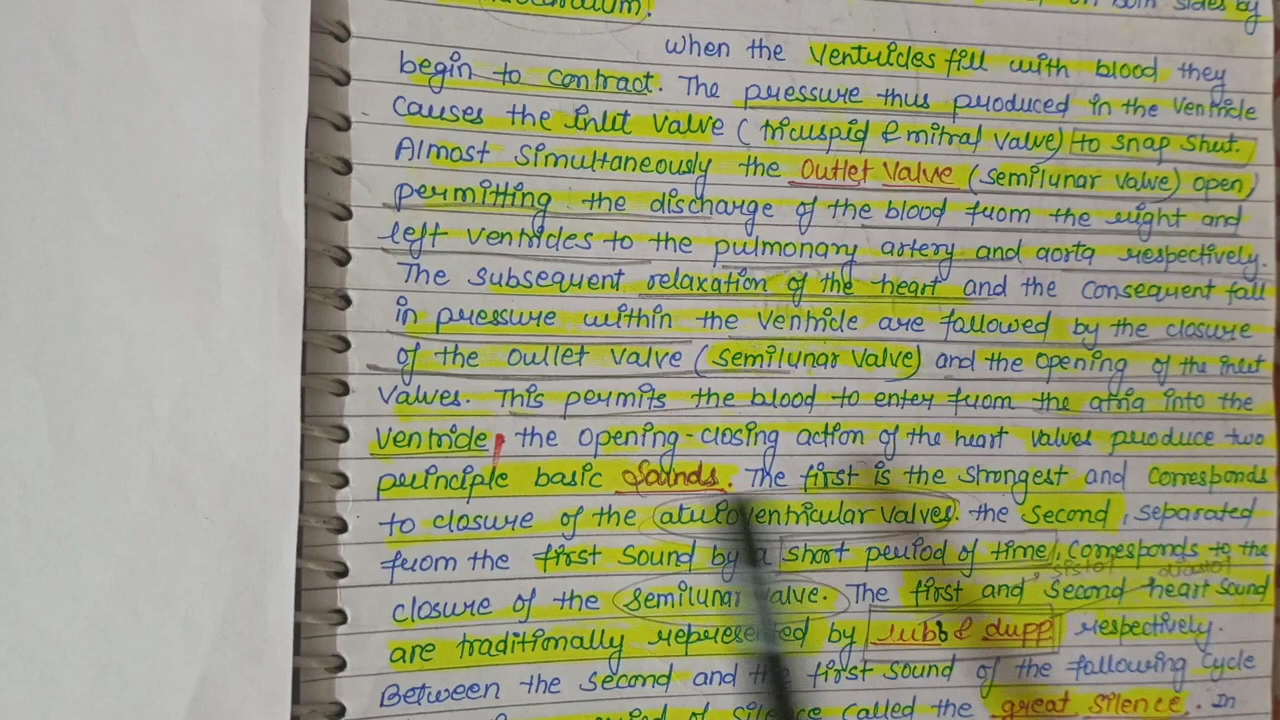 on both sides by
When the ventricles fill with blood they
begin to contract. The pressure thus produced in the ventricle
causes the inlet valve (tricuspid & mitral valve) to snap shut.
Almost simultaneously the outlet valve (semilunar valve) open,
permitting the discharge of the blood from the right and
left ventricles to the pulmonary artery and aorta respectively.
The subsequent relaxation of the heart and the consequent fall
in pressure within the ventricle are followed by the closure
of the outlet valve (semilunar valve) and the opening of the inlet
valves. This permits the blood to enter from the atria into the
ventricle, the opening-closing action of the heart valves produce two
principle basic sounds. The first is the strongest and corresponds
to closure of the atrioventricular valves. the second, separated
from the first sound by a short period of time, corresponds to the
sistol diastol
closure of the semilunar valve. The first and second heart sound
are traditionally represented by lubb & dupp respectively.
Between the second and the first sound of the following cycle
of silence called the great silence. In